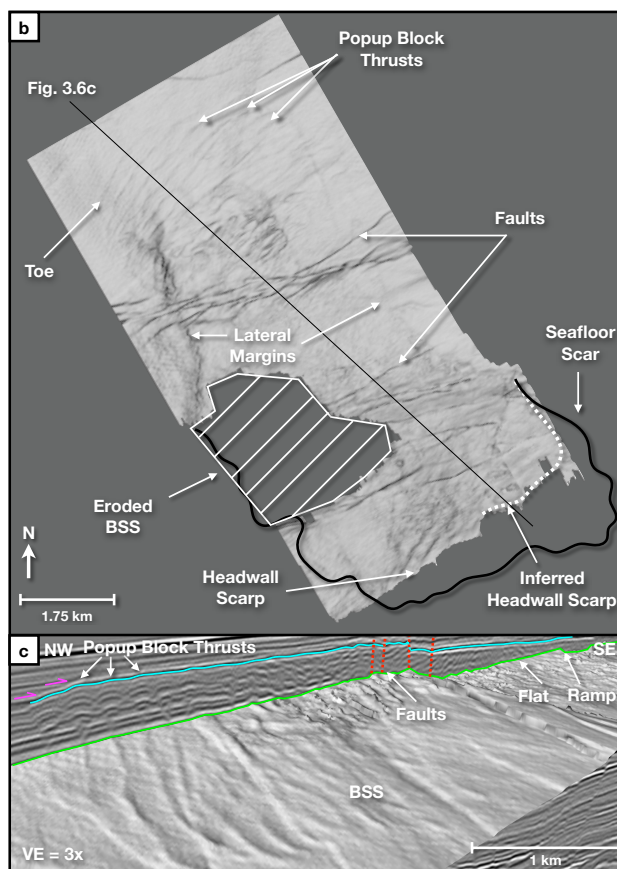 b
Popup Block
Thrusts
Fig. 3.6c
Toe
Faults
Lateral
Margins
Seafloor
Scar
Eroded
BSS
N
1.75 km
Headwall
Scarp
Inferred
Headwall Scarp
c
NW
Popup Block Thrusts
SE
Flat
Ramp
Faults
BSS
VE = 3x
1 km